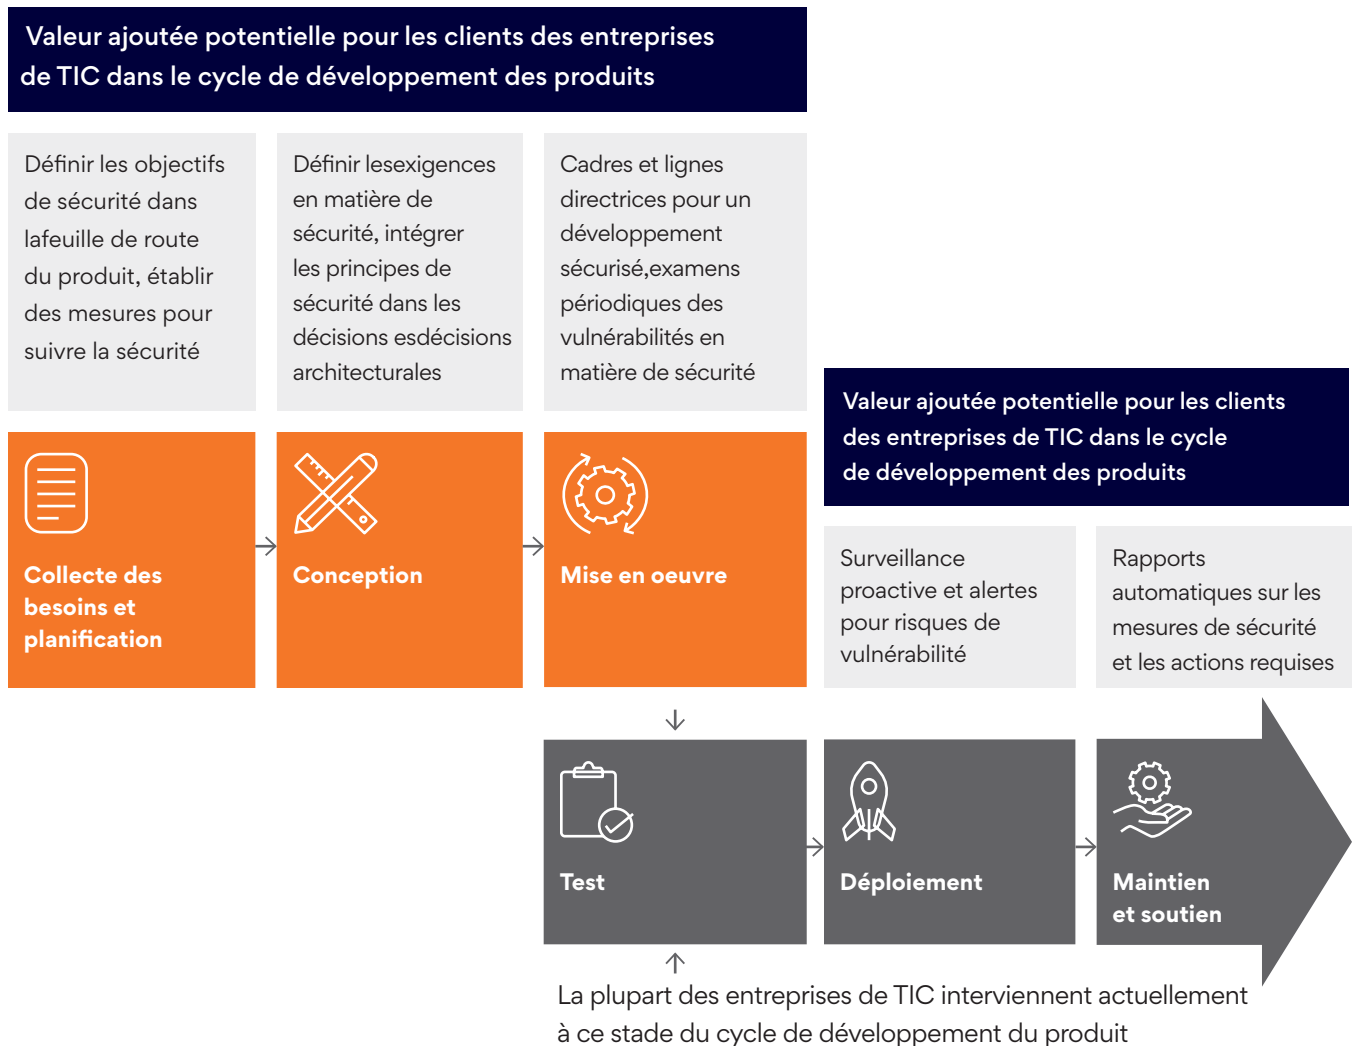 Valeur ajoutée potentielle pour les clients des entreprises
de TIC dans le cycle de développement des produits
Définir les objectifs
de sécurité dans
lafeuille de route
du produit, établir
des mesures pour
suivre la sécurité
Définir lesexigences
en matière de
sécurité, intégrer
les principes de
sécurité dans les
décisions esdécisions
architecturales
Cadres et lignes
directrices pour un
développement
sécurisé,examens
périodiques des
vulnérabilités en
matière de sécurité
Collecte des
besoins et
planification
Conception
Mise en oeuvre
Valeur ajoutée potentielle pour les clients
des entreprises de TIC dans le cycle
de développement des produits
Surveillance
proactive et alertes
pour risques de
vulnérabilité
Rapports
automatiques sur les
mesures de sécurité
et les actions requises
Test
Déploiement
Maintien
et soutien
La plupart des entreprises de TIC interviennent actuellement
à ce stade du cycle de développement du produit